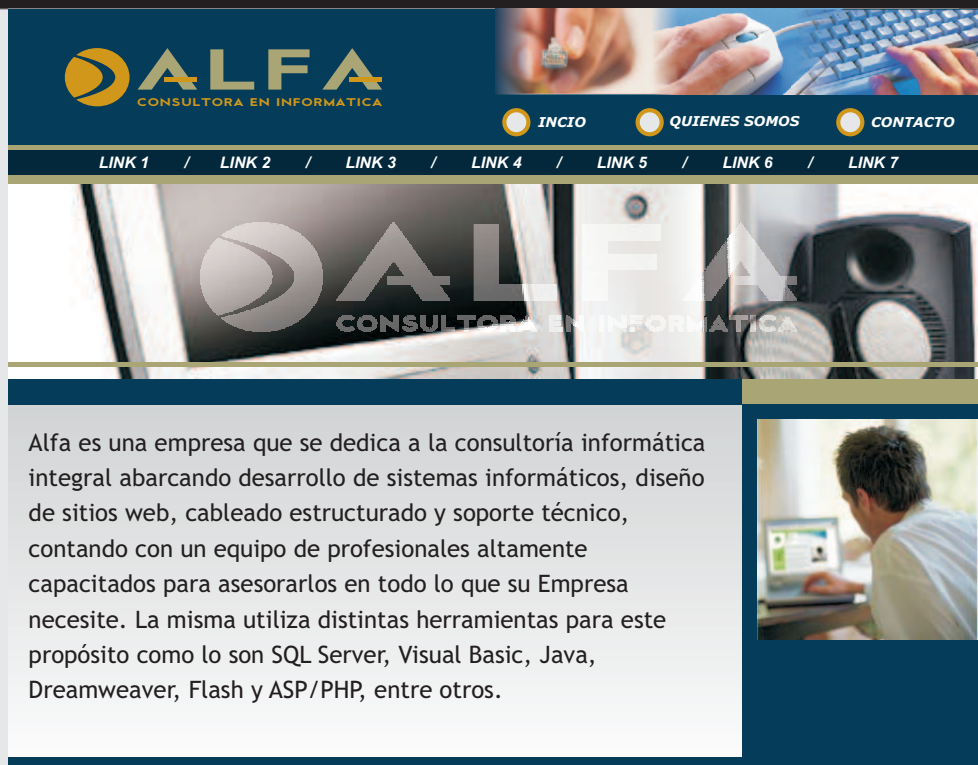 ALFA
CONSULTORA EN INFORMATICA
INCIO QUIENES SOMOS CONTACTO
LINK 1 / LINK 2 / LINK 3 / LINK 4 / LINK 5 / LINK 6 / LINK 7
ALFA
CONSULTORA EN INFORMATICA
Alfa es una empresa que se dedica a la consultoría informática
integral abarcando desarrollo de sistemas informáticos, diseño
de sitios web, cableado estructurado y soporte técnico,
contando con un equipo de profesionales altamente
capacitados para asesorarlos en todo lo que su Empresa
necesite. La misma utiliza distintas herramientas para este
propósito como lo son SQL Server, Visual Basic, Java,
Dreamweaver, Flash y ASP/PHP, entre otros.